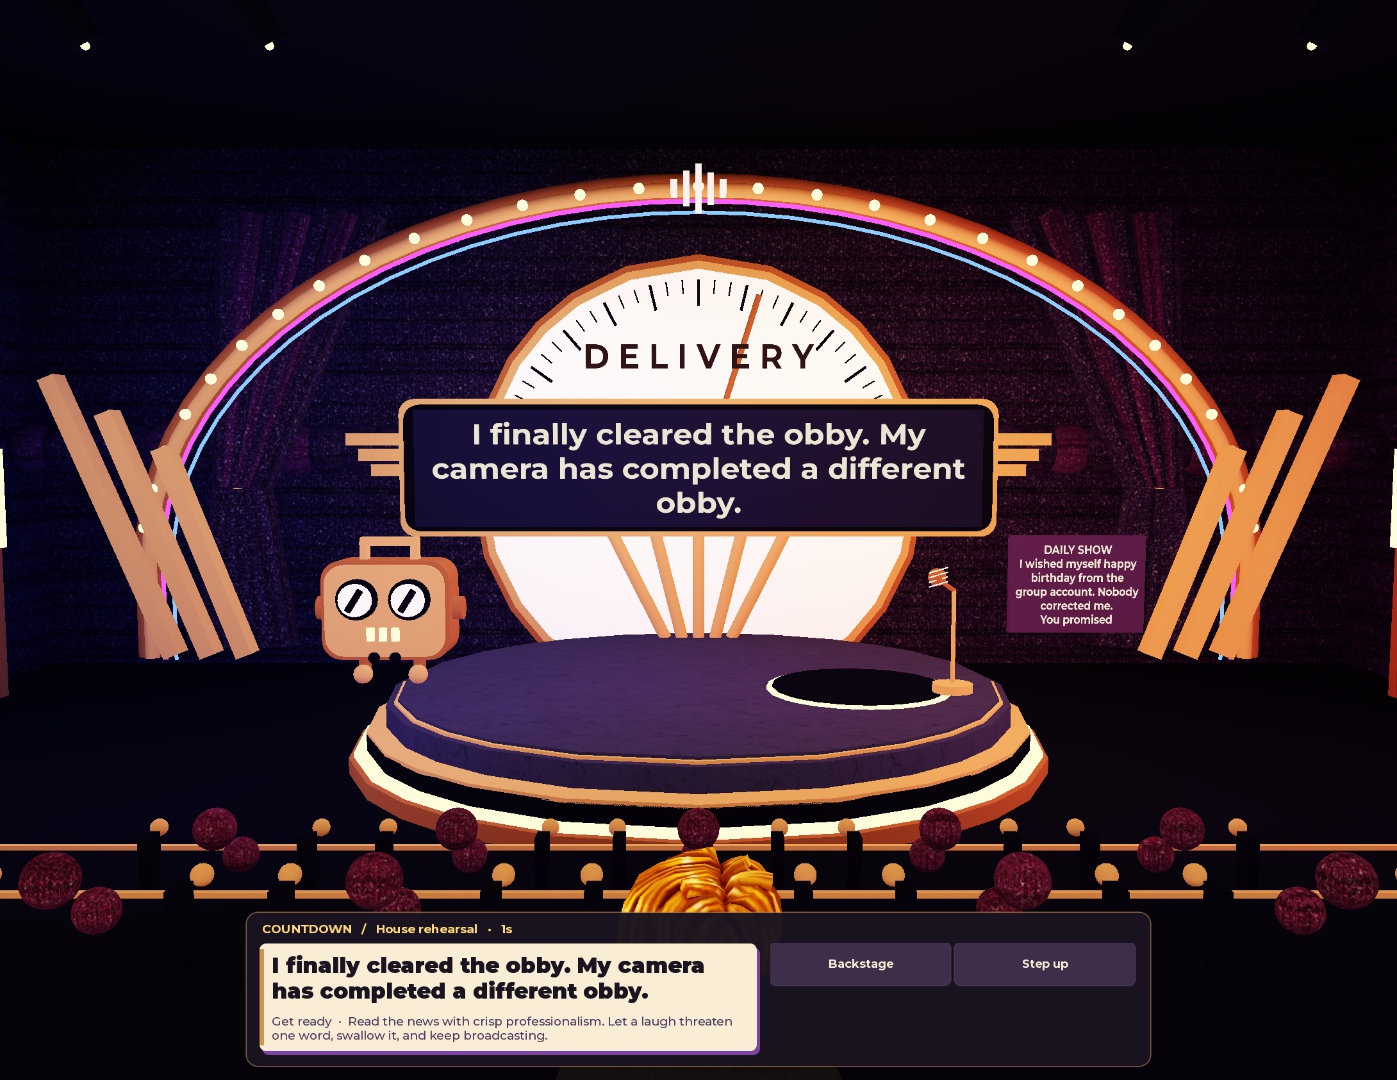 DELIVERY
I finally cleared the obby. My
camera has completed a different
obby.
DAILY SHOW
I wished myself happy
birthday from the
group account. Nobody
corrected me.
You promised
COUNTDOWN / House rehearsal · 1s
I finally cleared the obby. My camera
has completed a different obby.
Get ready · Read the news with crisp professionalism. Let a laugh threaten
one word, swallow it, and keep broadcasting.
Backstage
Step up